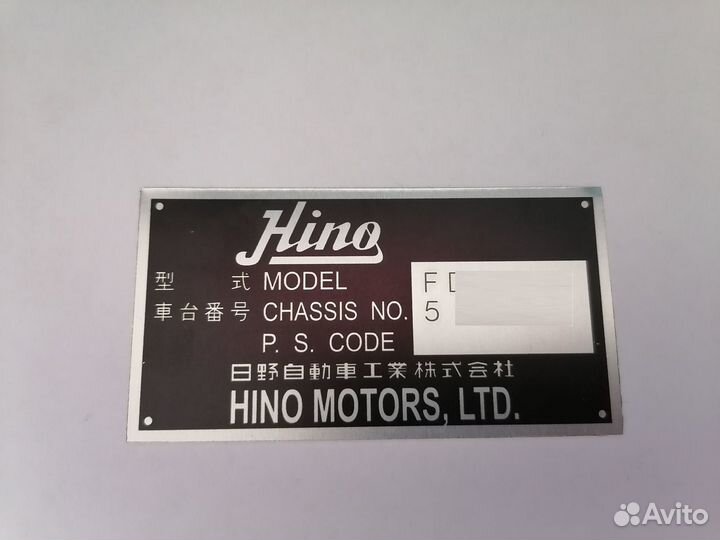 Hino
型 式 MODEL F D
車台番号 CHASSIS NO. 5
P. S. CODE
日野自動車工業株式会社
HINO MOTORS, LTD.
Avito